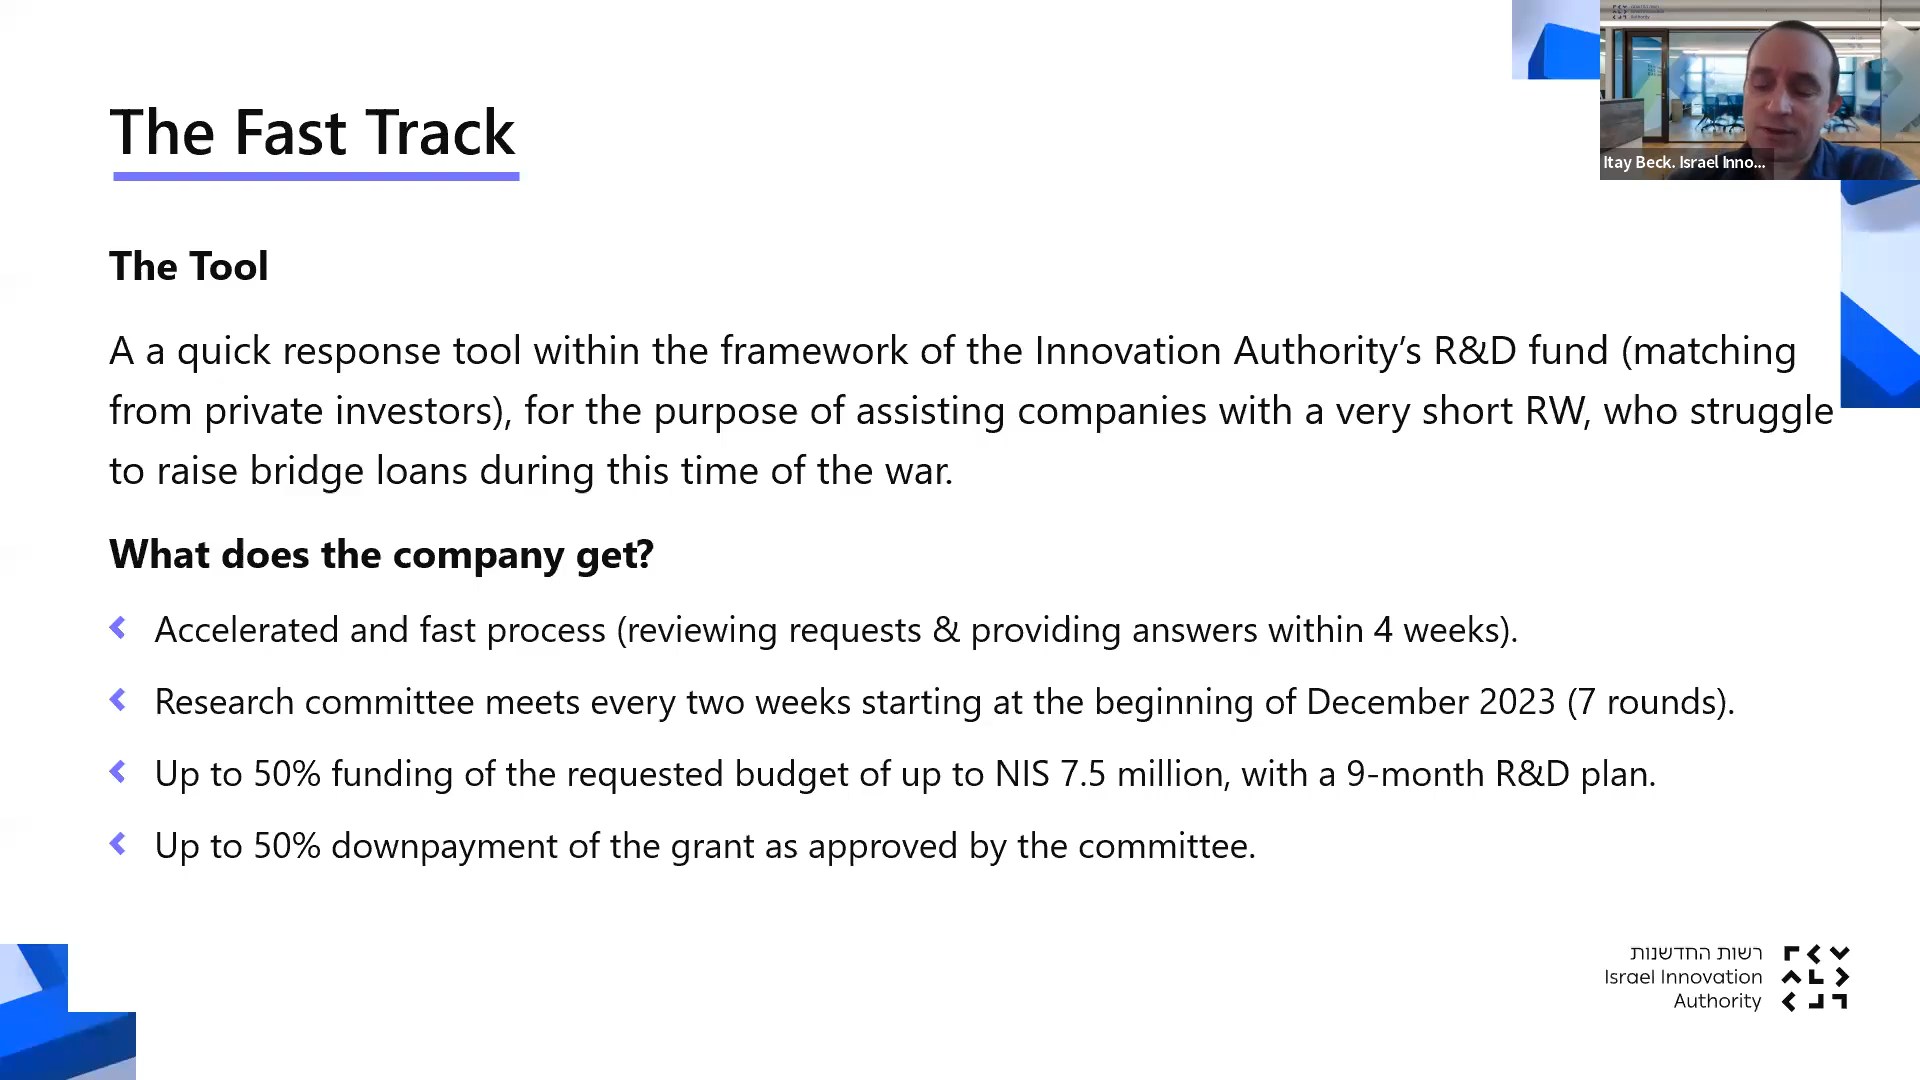 The Fast Track
Itay Beck. Israel Inno...
The Tool
A a quick response tool within the framework of the Innovation Authority’s R&D fund (matching
from private investors), for the purpose of assisting companies with a very short RW, who struggle
to raise bridge loans during this time of the war.
What does the company get?
Accelerated and fast process (reviewing requests & providing answers within 4 weeks).
Research committee meets every two weeks starting at the beginning of December 2023 (7 rounds).
Up to 50% funding of the requested budget of up to NIS 7.5 million, with a 9-month R&D plan.
Up to 50% downpayment of the grant as approved by the committee.
רשות החדשנות
Israel Innovation
Authority